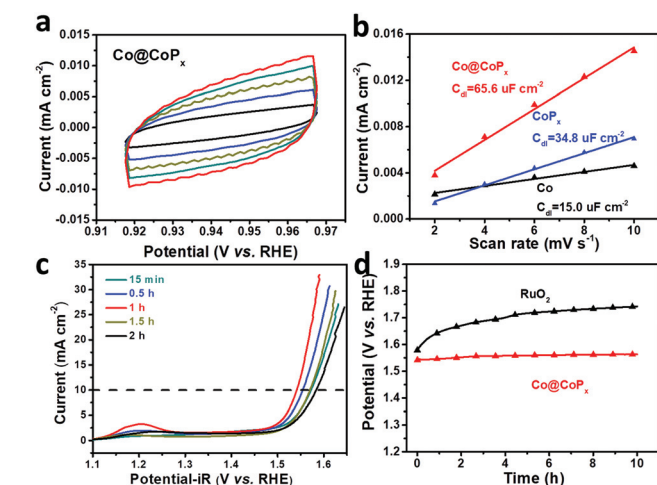 a
Co@CoPₓ
0.015
0.010
0.005
0.000
-0.005
-0.010
-0.015
Current (mA cm⁻²)
0.91 0.92 0.93 0.94 0.95 0.96 0.97
Potential (V vs. RHE)
b
Co@CoPₓ
C_dl=65.6 uF cm⁻²
CoPₓ
C_dl=34.8 uF cm⁻²
Co
C_dl=15.0 uF cm⁻²
0.016
0.012
0.008
0.004
0.000
Current (mA cm⁻²)
2 4 6 8 10
Scan rate (mV s⁻¹)
c
15 min
0.5 h
1 h
1.5 h
2 h
35
30
25
20
15
10
5
0
Current (mA cm⁻²)
1.1 1.2 1.3 1.4 1.5 1.6
Potential-iR (V vs. RHE)
d
RuO₂
Co@CoPₓ
1.9
1.8
1.7
1.6
1.5
1.4
1.3
1.2
Potential (V vs. RHE)
0 2 4 6 8 10
Time (h)